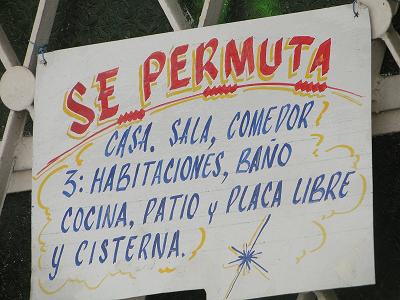 SE PERMUTA
CASA. SALA, COMEDOR
3: HABITACIONES, BAÑO
COCINA, PATIO y PLACA LIBRE
Y CISTERNA.